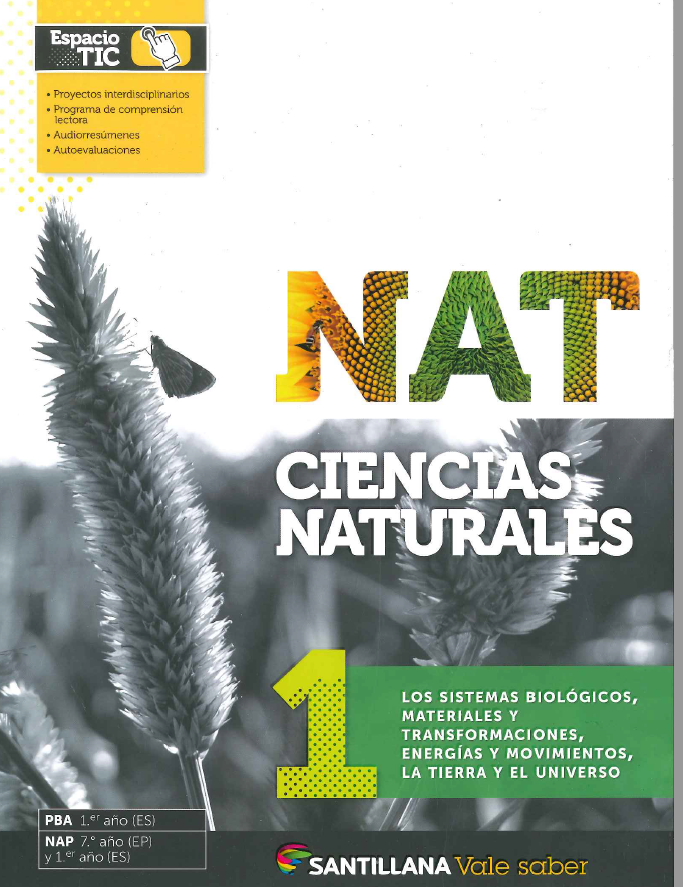 Espacio
TIC
• Proyectos interdisciplinarios
• Programa de comprensión
lectora
• Audiorresúmenes
• Autoevaluaciones
NAT
CIENCIAS
NATURALES
1
LOS SISTEMAS BIOLÓGICOS,
MATERIALES Y
TRANSFORMACIONES,
ENERGÍAS Y MOVIMIENTOS,
LA TIERRA Y EL UNIVERSO
PBA 1.er año (ES)
NAP 7.° año (EP)
y 1.er año (ES)
SANTILLANA Vale saber